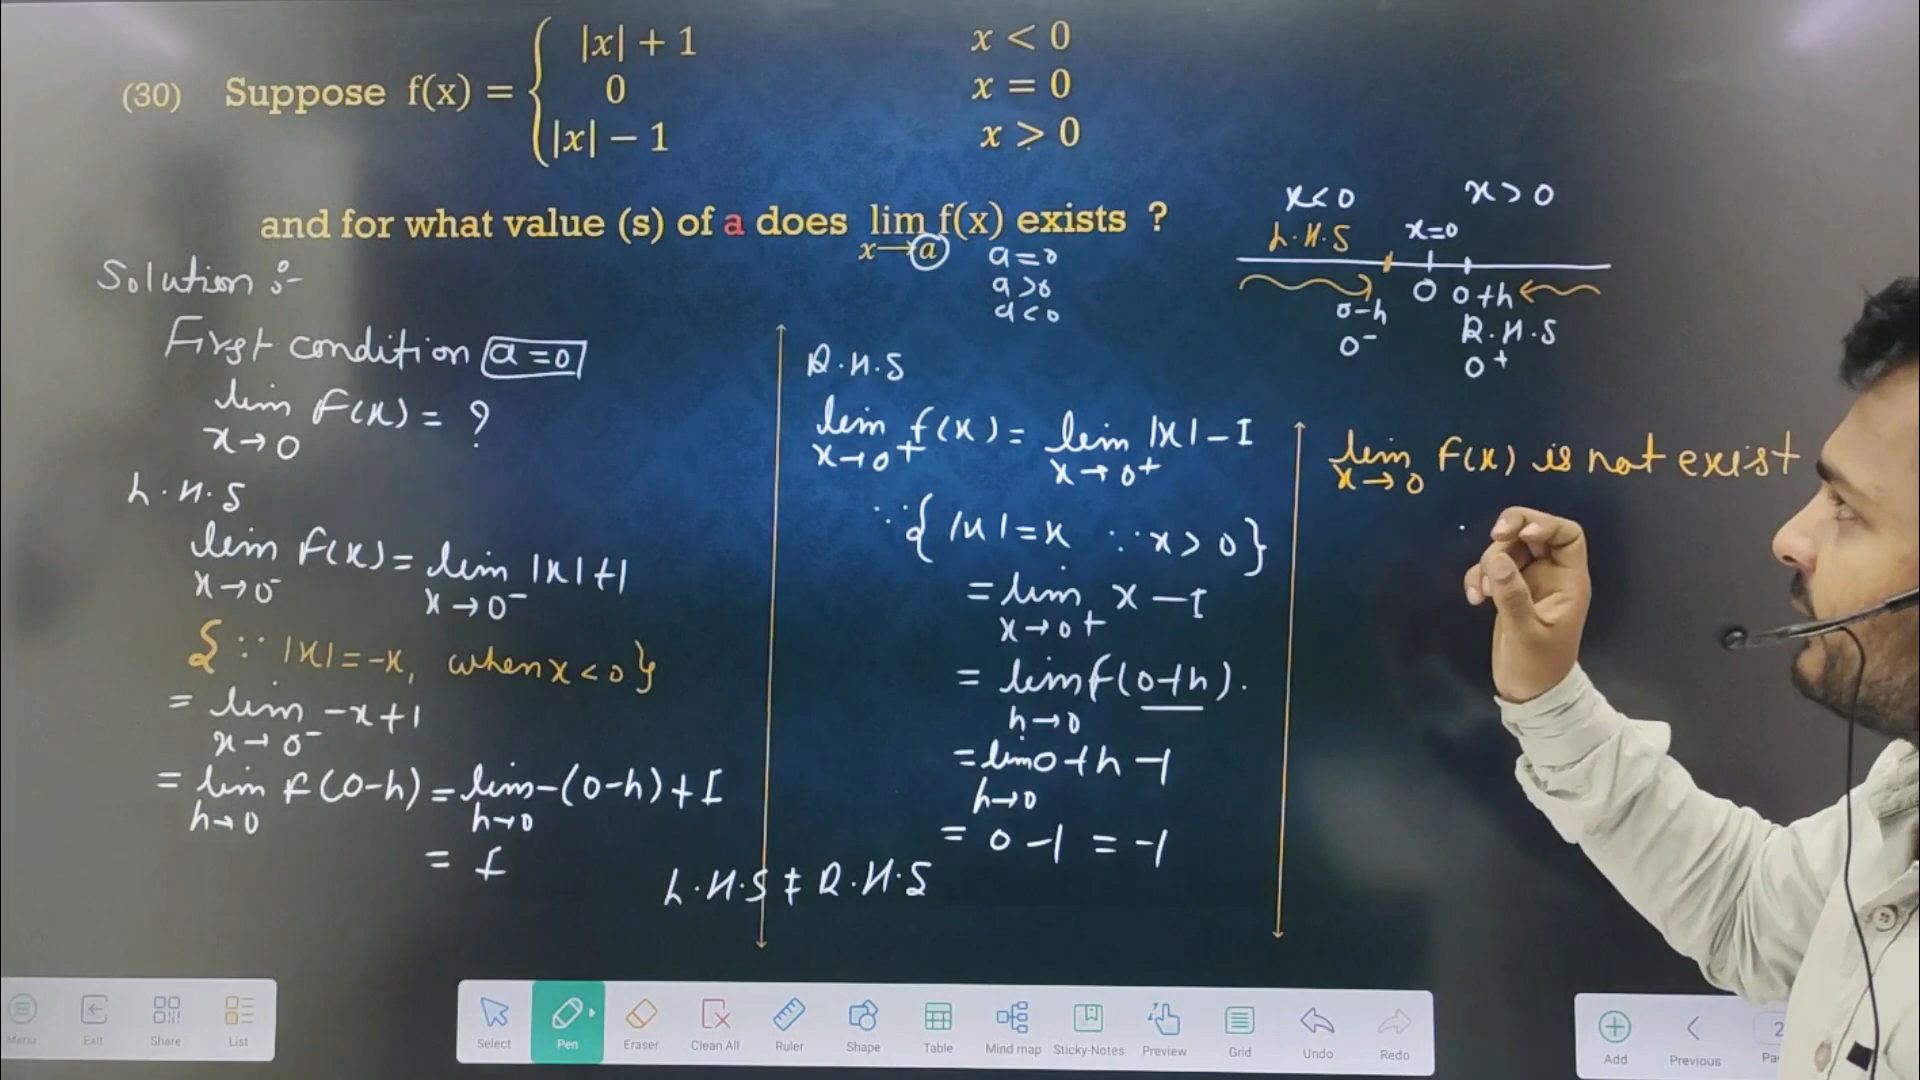 (30) Suppose f(x) = { |x| + 1 x < 0
0 x = 0
|x| − 1 x > 0
and for what value (s) of a does lim x→a f(x) exists ?
a=0
a>0
a<0
x<0 x>0
L.H.S x=0
0-h 0 0+h
0⁻ R.H.S
0⁺
Solution :-
First condition a=0
lim x→0 f(x) = ?
L.H.S
lim x→0⁻ f(x) = lim x→0⁻ |x|+1
{∵ |x|=-x, when x<0}
= lim x→0⁻ -x+1
= lim h→0 f(0-h) = lim h→0 -(0-h)+1
= 1
R.H.S
lim x→0+ f(x) = lim x→0+ |x|-1
∵{|x|=x ∵ x>0}
= lim x→0+ x-1
= lim h→0 f(0+h).
= lim h→0 0+h-1
= 0-1 = -1
L.H.S ≠ R.H.S
lim x→0 f(x) is not exist
Menu
Exit
Share
List
Select
Pen
Eraser
Clean All
Ruler
Shape
Table
Mind map
Sticky-Notes
Preview
Grid
Undo
Redo
Add
Previous
2
Pa